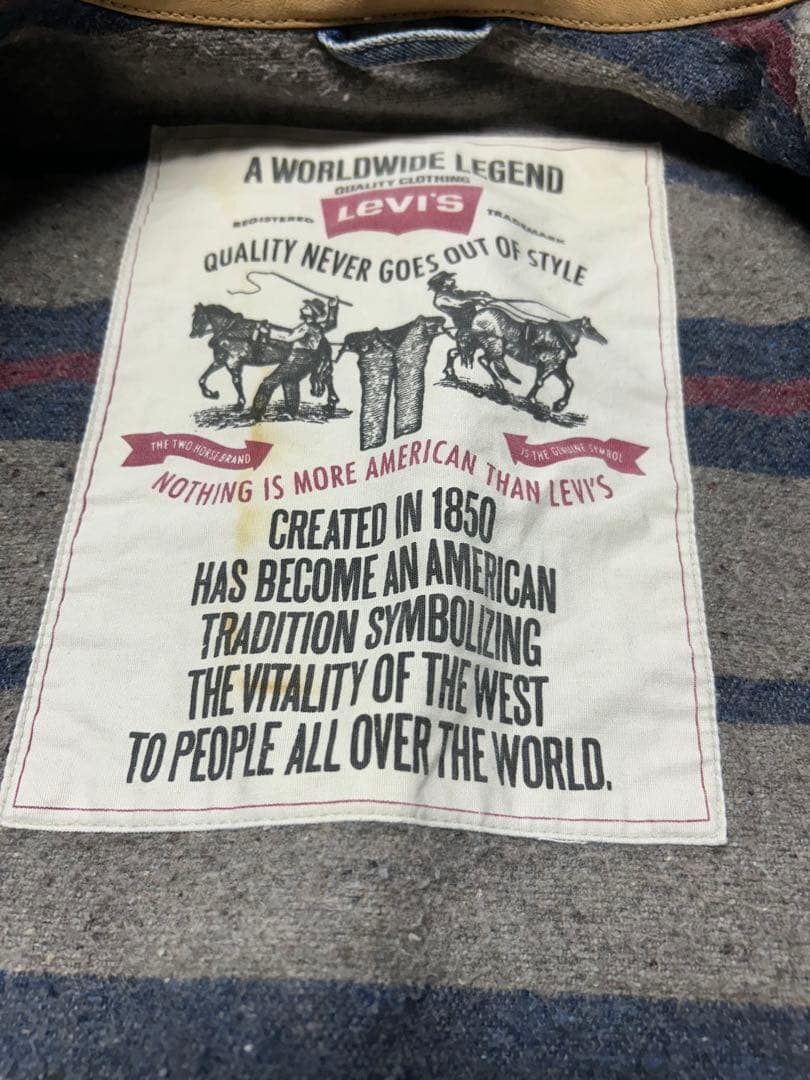 A WORLDWIDE LEGEND
QUALITY CLOTHING
REGISTERED LEVI'S TRADEMARK
QUALITY NEVER GOES OUT OF STYLE
THE TWO HORSE BRAND
IS THE GENUINE SYMBOL
NOTHING IS MORE AMERICAN THAN LEVI'S
CREATED IN 1850
HAS BECOME AN AMERICAN
TRADITION SYMBOLIZING
THE VITALITY OF THE WEST
TO PEOPLE ALL OVER THE WORLD.